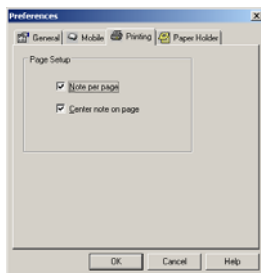 Preferences
General Mobile Printing Paper Holder
Page Setup
Note per page
Center note on page
OK Cancel Help